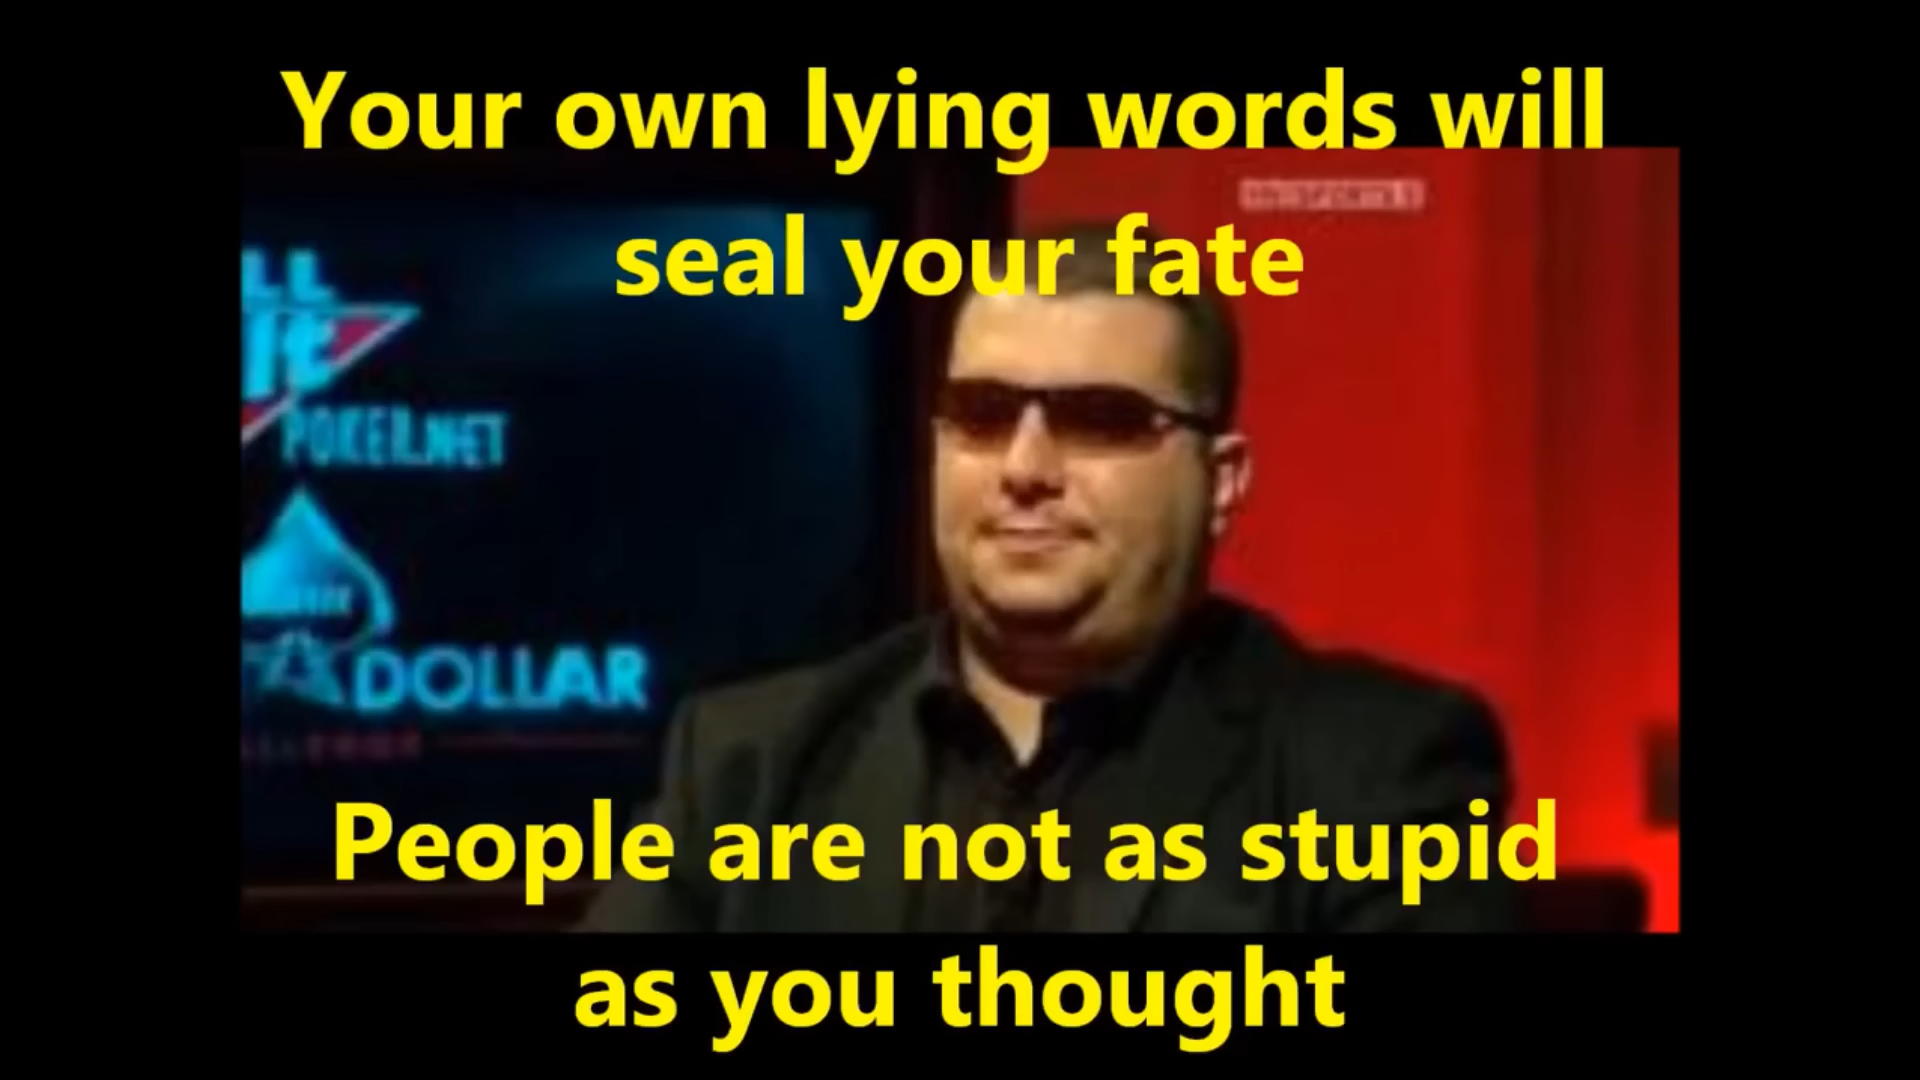 Your own lying words will
seal your fate
POKER.NET
DOLLAR
People are not as stupid
as you thought